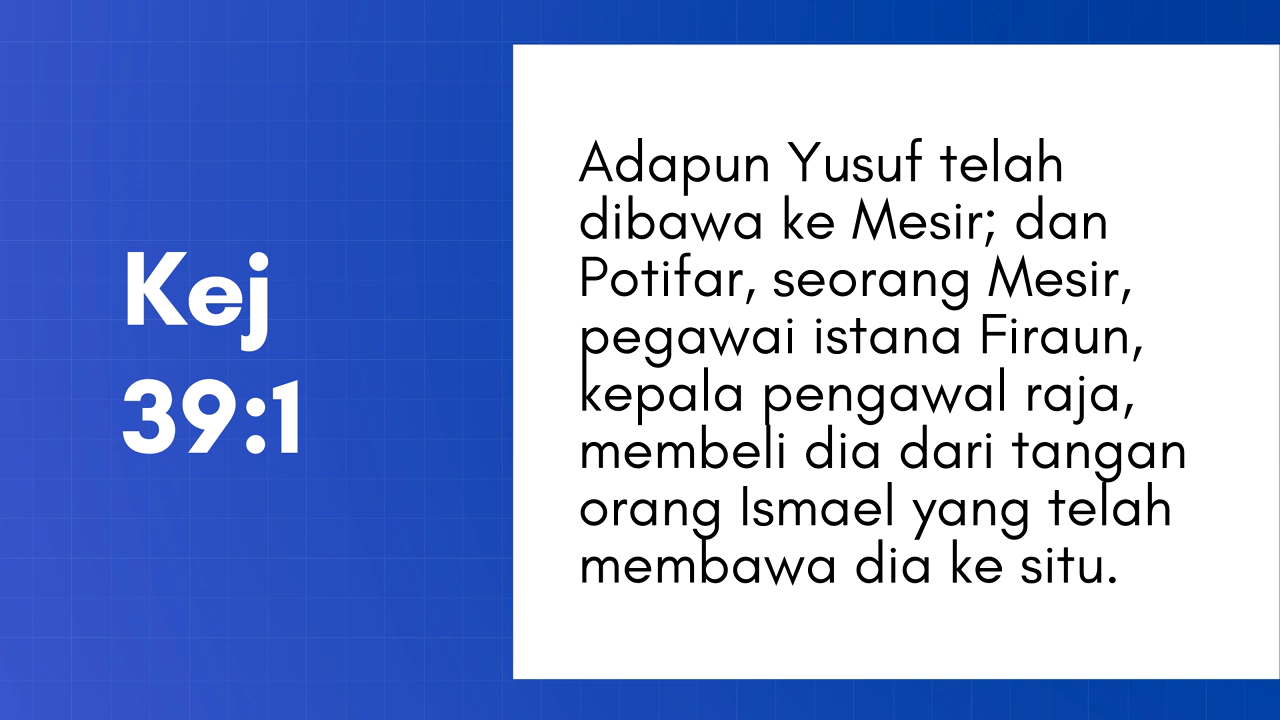 Kej
39:1
Adapun Yusuf telah
dibawa ke Mesir; dan
Potifar, seorang Mesir,
pegawai istana Firaun,
kepala pengawal raja,
membeli dia dari tangan
orang Ismael yang telah
membawa dia ke situ.